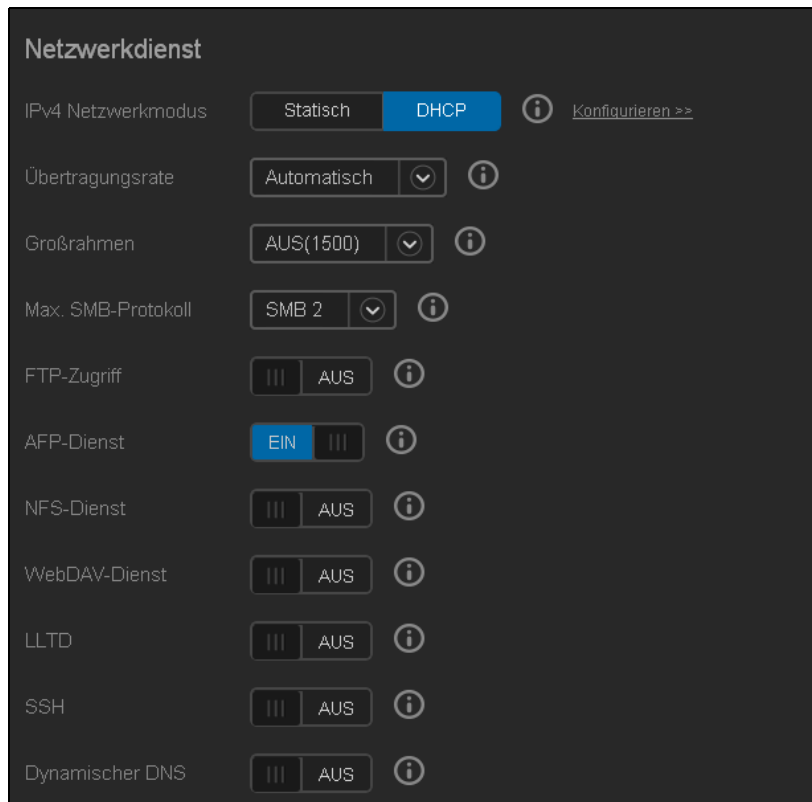 Netzwerkdienst
IPv4 Netzwerkmodus Statisch DHCP Konfigurieren >>
Übertragungsrate Automatisch
Großrahmen AUS(1500)
Max. SMB-Protokoll SMB 2
FTP-Zugriff AUS
AFP-Dienst EIN
NFS-Dienst AUS
WebDAV-Dienst AUS
LLTD AUS
SSH AUS
Dynamischer DNS AUS